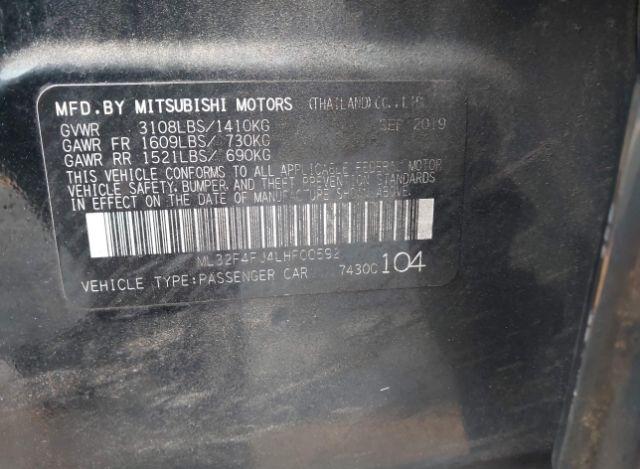 MFD.BY MITSUBISHI MOTORS (THAILAND)CO.,LTD.
GVWR 3108LBS/1410KG SEP 2019
GAWR FR 1609LBS/ 730KG
GAWR RR 1521LBS/ 690KG
THIS VEHICLE CONFORMS TO ALL APPLICABLE FEDERAL MOTOR
VEHICLE SAFETY, BUMPER, AND THEFT PREVENTION STANDARDS
IN EFFECT ON THE DATE OF MANUFACTURE SHOWN ABOVE.
ML32F4FJ4LHF00592
VEHICLE TYPE:PASSENGER CAR 7430C 104